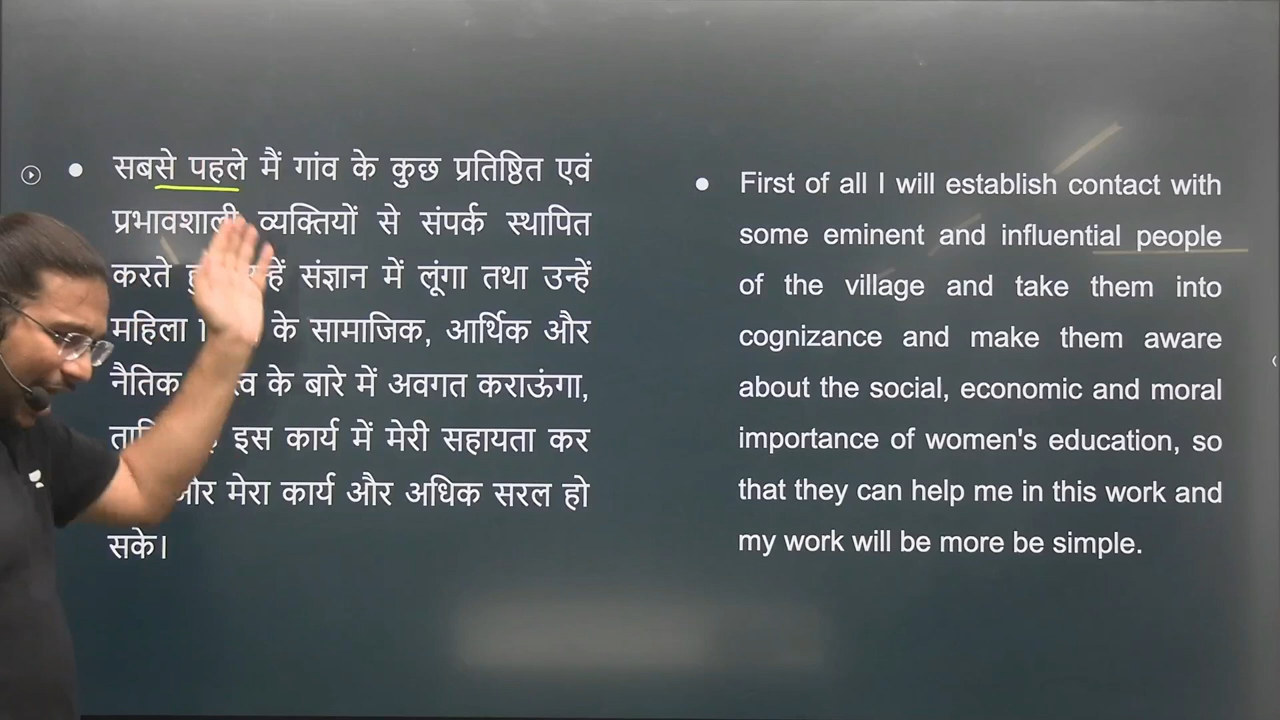 सबसे पहले मैं गांव के कुछ प्रतिष्ठित एवं
प्रभावशाली व्यक्तियों से संपर्क स्थापित
करते संज्ञान में लूंगा तथा उन्हें
महिला के सामाजिक, आर्थिक और
नैतिक के बारे में अवगत कराऊंगा,
इस कार्य में मेरी सहायता कर
और मेरा कार्य और अधिक सरल हो
सके।
First of all I will establish contact with
some eminent and influential people
of the village and take them into
cognizance and make them aware
about the social, economic and moral
importance of women's education, so
that they can help me in this work and
my work will be more be simple.